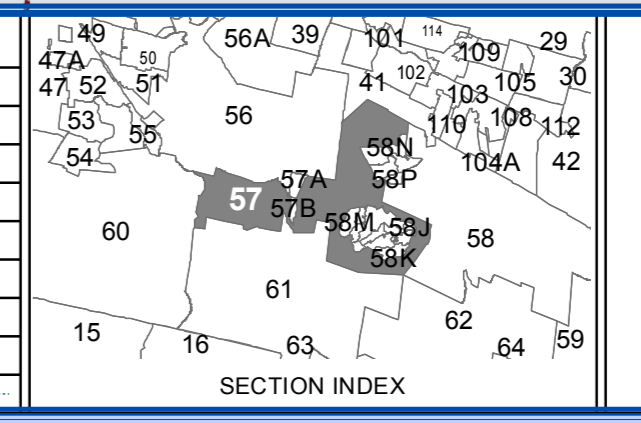 49 56A 39 101 114 29
47A 50 109
47 52 51 41 102 105 30
53 56 103
55 110 108 112
54 58N 104A 42
57A 58P
57 57B
60 58M 58J 58
58K
61
15 16 63 62 64 59
SECTION INDEX